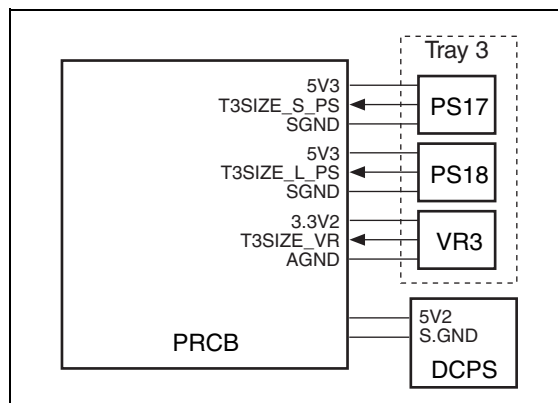 Tray 3
5V3
T3SIZE_S_PS
SGND
PS17
5V3
T3SIZE_L_PS
SGND
PS18
3.3V2
T3SIZE_VR
AGND
VR3
PRCB
5V2
S.GND
DCPS